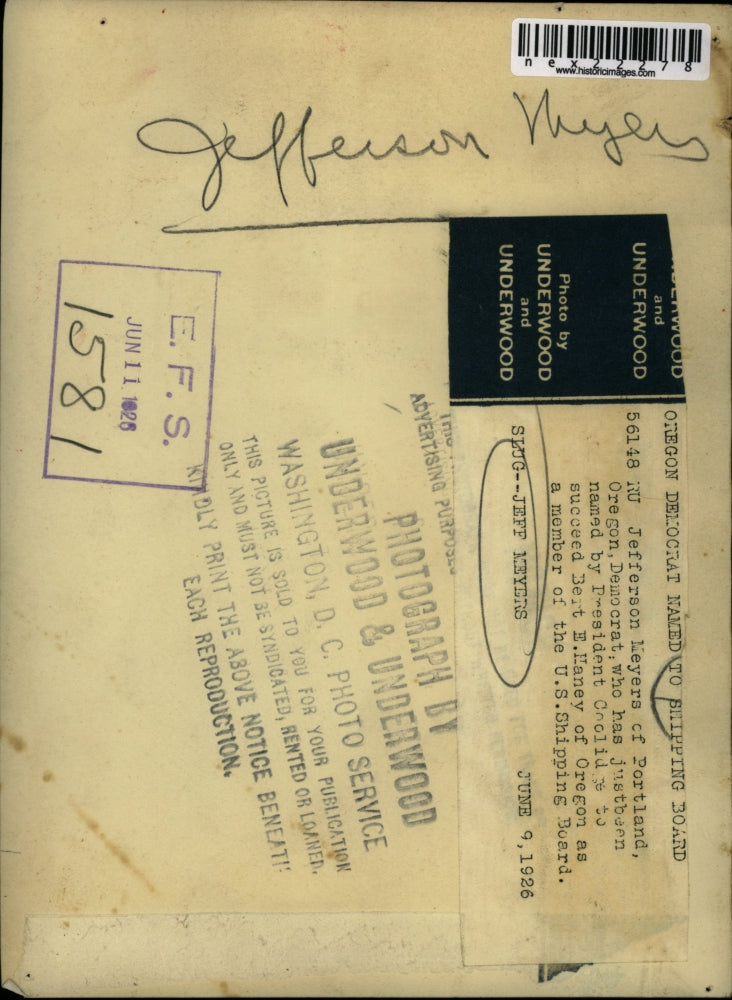 nex22278
www.historicimages.com
Jefferson Myers
UNDERWOOD
and
UNDERWOOD
Photo by
UNDERWOOD
and
UNDERWOOD
OREGON DEMOCRAT NAMED TO SHIPPING BOARD
56148 RU Jefferson Meyers of Portland,
Oregon, Democrat, who has justbeen
named by President Coolidge to
succeed Bert E.Haney of Oregon as
a member of the U.S.Shipping Board.
SLUG--JEFF MEYERS JUNE 9,1926
E.F.S.
JUN 11 1926
1581
ADVERTISING PURPOSES
PHOTOGRAPH BY
UNDERWOOD & UNDERWOOD
WASHINGTON, D. C. PHOTO SERVICE
THIS PICTURE IS SOLD TO YOU FOR YOUR PUBLICATION
ONLY AND MUST NOT BE SYNDICATED, RENTED OR LOANED.
KINDLY PRINT THE ABOVE NOTICE BENEATH
EACH REPRODUCTION.